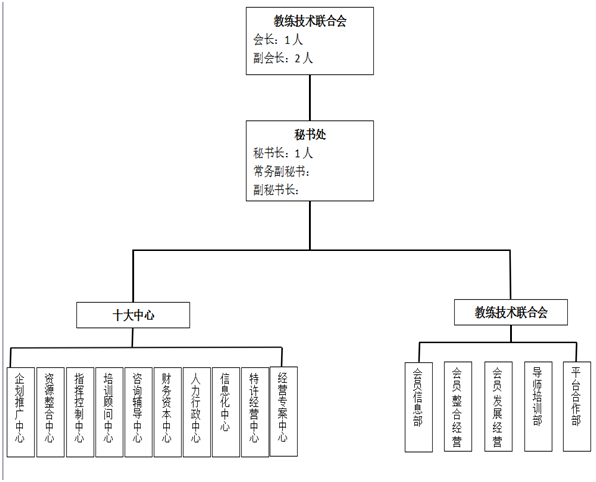 教练技术联合会
会长：1人
副会长：2人
秘书处
秘书长：1人
常务副秘书：
副秘书长：
十大中心
教练技术联合会
企划推广中心
资源整合中心
指挥控制中心
培训顾问中心
咨询辅导中心
财务资本中心
人力行政中心
信息化中心
特许经营中心
经营专案中心
会员信息部
会员整合经营
会员发展经营
导师培训部
平台合作部